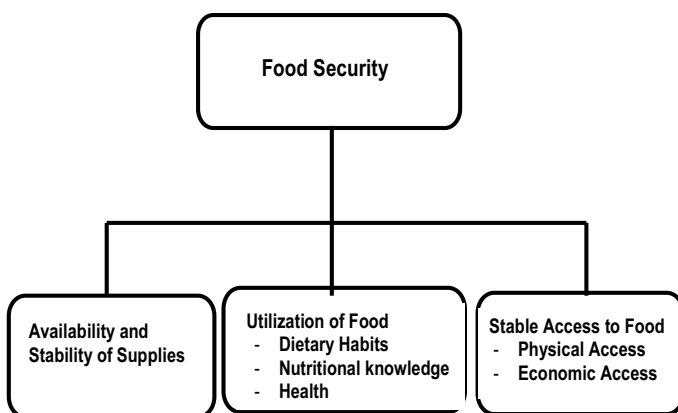 Food Security
Availability and
Stability of Supplies
Utilization of Food
- Dietary Habits
- Nutritional knowledge
- Health
Stable Access to Food
- Physical Access
- Economic Access